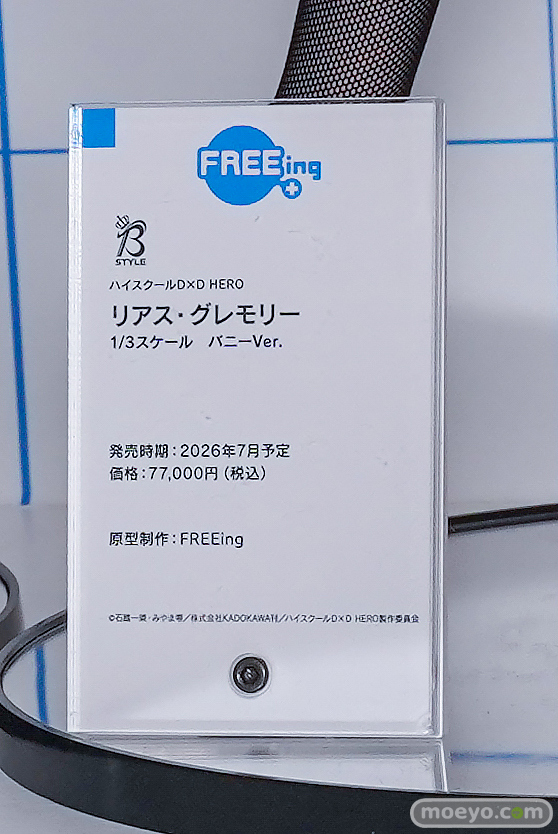 FREEing
B
STYLE
ハイスクールD×D HERO
リアス・グレモリー
1/3スケール　バニーVer.
発売時期：2026年7月予定
価格：77,000円（税込）
原型制作：FREEing
©石踏一榮・みやま零／株式会社KADOKAWA刊／ハイスクールD×D HERO製作委員会
moeyo.com